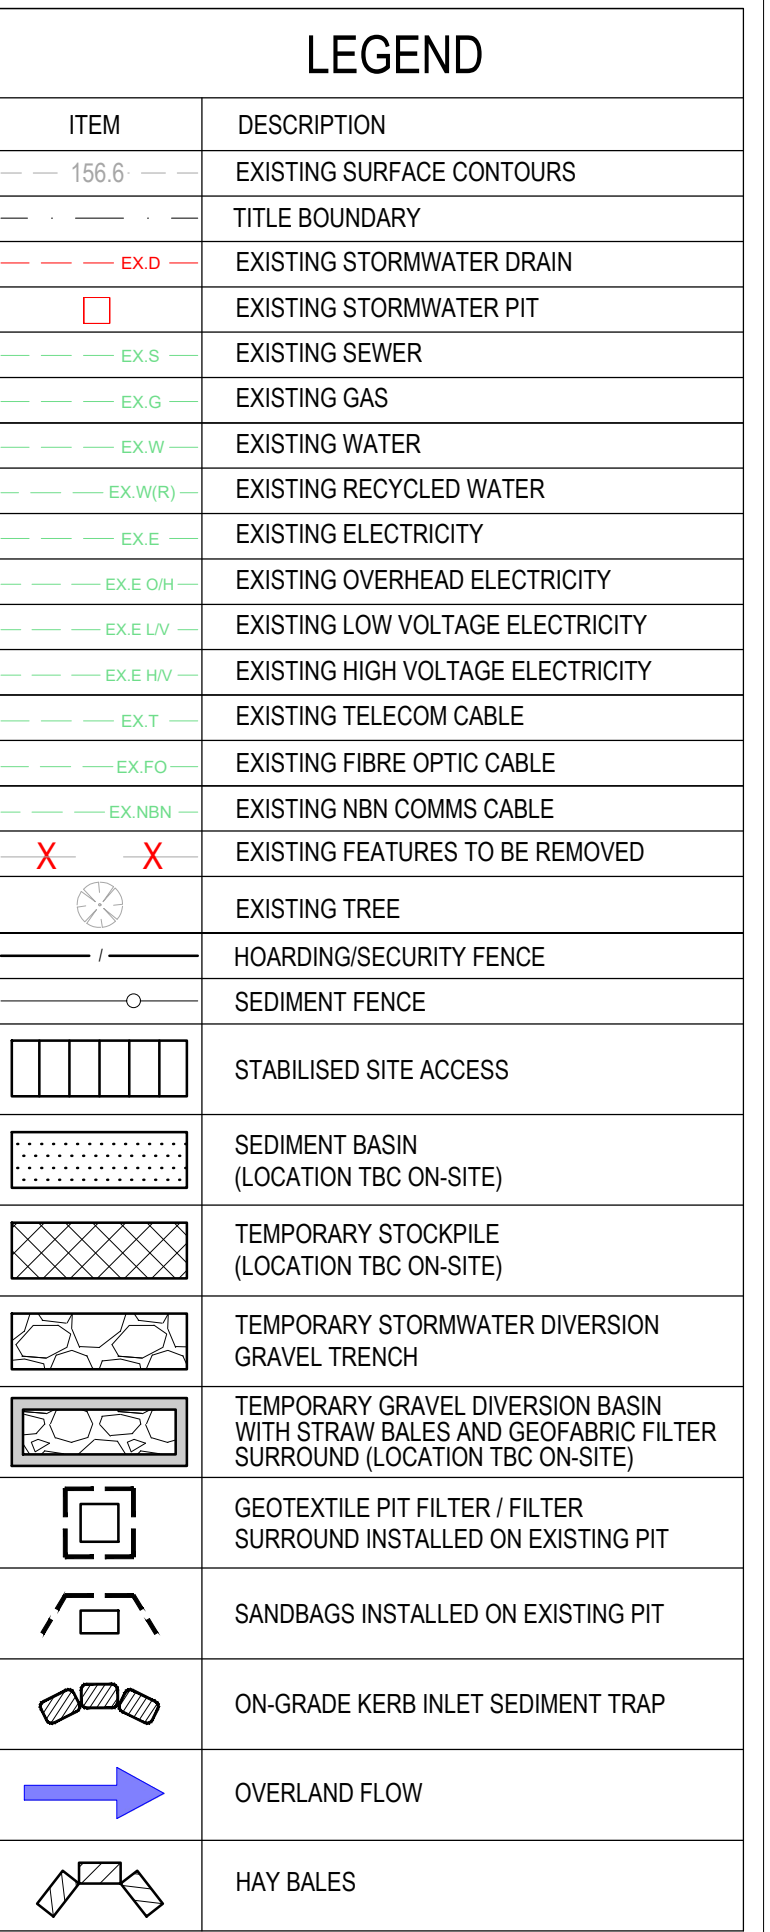 LEGEND
ITEM DESCRIPTION
156.6 EXISTING SURFACE CONTOURS
TITLE BOUNDARY
EX.D EXISTING STORMWATER DRAIN
EXISTING STORMWATER PIT
EX.S EXISTING SEWER
EX.G EXISTING GAS
EX.W EXISTING WATER
EX.W(R) EXISTING RECYCLED WATER
EX.E EXISTING ELECTRICITY
EX.E O/H EXISTING OVERHEAD ELECTRICITY
EX.E L/V EXISTING LOW VOLTAGE ELECTRICITY
EX.E H/V EXISTING HIGH VOLTAGE ELECTRICITY
EX.T EXISTING TELECOM CABLE
EX.FO EXISTING FIBRE OPTIC CABLE
EX.NBN EXISTING NBN COMMS CABLE
X X EXISTING FEATURES TO BE REMOVED
EXISTING TREE
/ HOARDING/SECURITY FENCE
SEDIMENT FENCE
STABILISED SITE ACCESS
SEDIMENT BASIN
(LOCATION TBC ON-SITE)
TEMPORARY STOCKPILE
(LOCATION TBC ON-SITE)
TEMPORARY STORMWATER DIVERSION
GRAVEL TRENCH
TEMPORARY GRAVEL DIVERSION BASIN
WITH STRAW BALES AND GEOFABRIC FILTER
SURROUND (LOCATION TBC ON-SITE)
GEOTEXTILE PIT FILTER / FILTER
SURROUND INSTALLED ON EXISTING PIT
SANDBAGS INSTALLED ON EXISTING PIT
ON-GRADE KERB INLET SEDIMENT TRAP
OVERLAND FLOW
HAY BALES